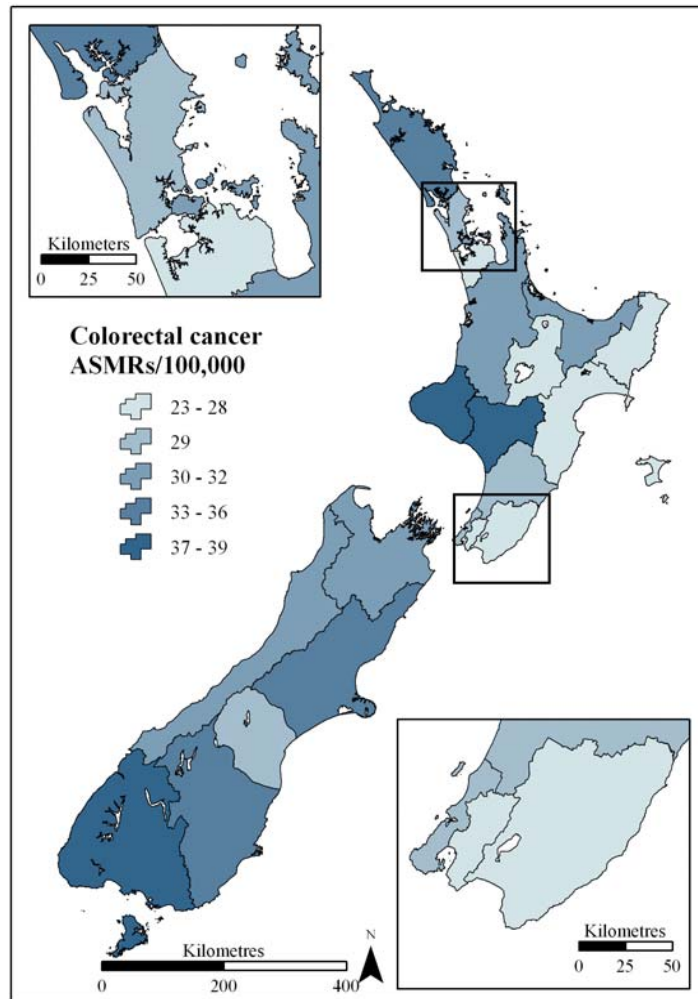 Kilometers
0 25 50
Colorectal cancer
ASMRs/100,000
23 - 28
29
30 - 32
33 - 36
37 - 39
N
Kilometres
0 200 400
Kilometres
0 25 50